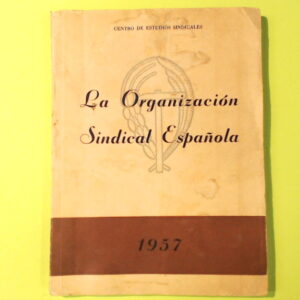 CENTRO DE ESTUDIOS SINDICALES
La Organización
Sindical Española
1957